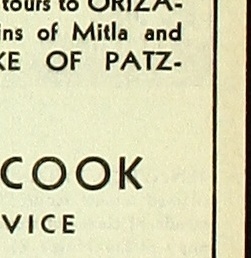 tours to ORIZA-
ins of Mitla and
KE OF PATZ-
COOK
VICE